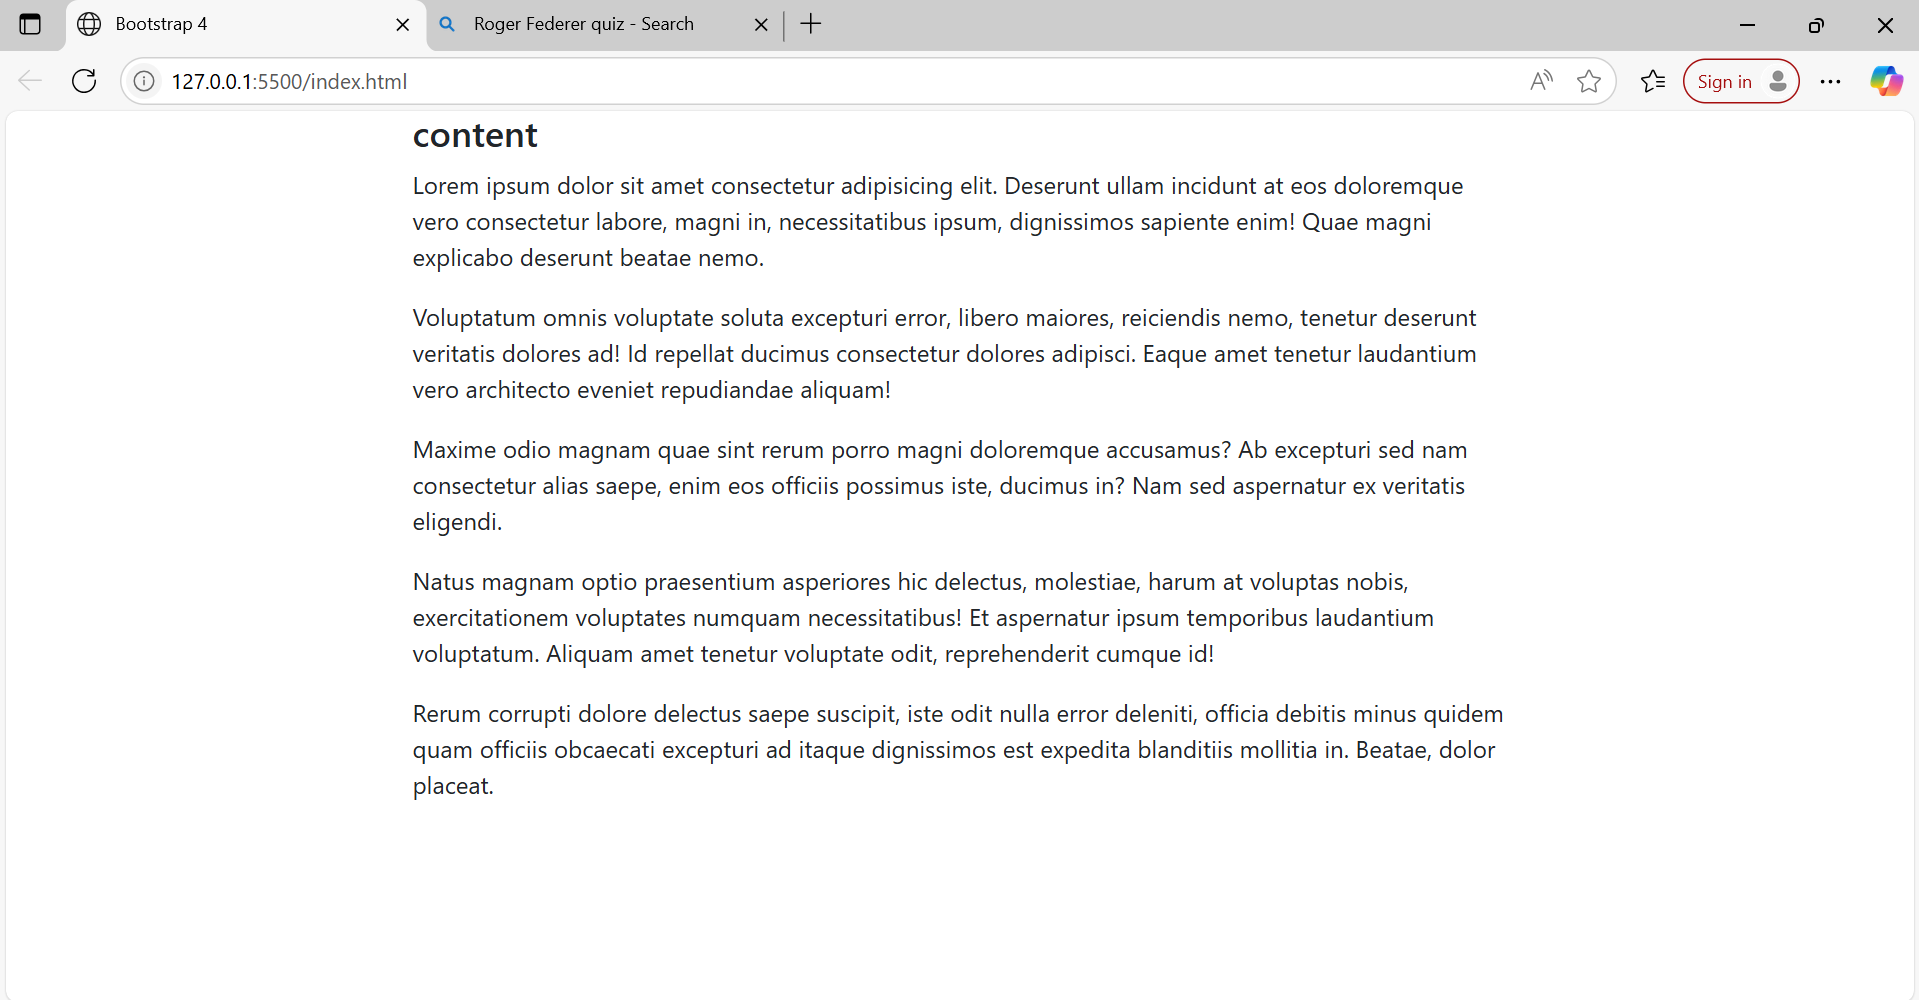 Bootstrap 4
Roger Federer quiz - Search
127.0.0.1:5500/index.html
Sign in
content
Lorem ipsum dolor sit amet consectetur adipisicing elit. Deserunt ullam incidunt at eos doloremque
vero consectetur labore, magni in, necessitatibus ipsum, dignissimos sapiente enim! Quae magni
explicabo deserunt beatae nemo.
Voluptatum omnis voluptate soluta excepturi error, libero maiores, reiciendis nemo, tenetur deserunt
veritatis dolores ad! Id repellat ducimus consectetur dolores adipisci. Eaque amet tenetur laudantium
vero architecto eveniet repudiandae aliquam!
Maxime odio magnam quae sint rerum porro magni doloremque accusamus? Ab excepturi sed nam
consectetur alias saepe, enim eos officiis possimus iste, ducimus in? Nam sed aspernatur ex veritatis
eligendi.
Natus magnam optio praesentium asperiores hic delectus, molestiae, harum at voluptas nobis,
exercitationem voluptates numquam necessitatibus! Et aspernatur ipsum temporibus laudantium
voluptatum. Aliquam amet tenetur voluptate odit, reprehenderit cumque id!
Rerum corrupti dolore delectus saepe suscipit, iste odit nulla error deleniti, officia debitis minus quidem
quam officiis obcaecati excepturi ad itaque dignissimos est expedita blanditiis mollitia in. Beatae, dolor
placeat.